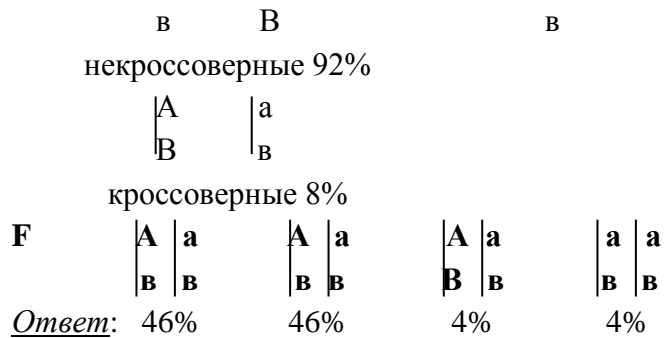 в В в
некроссоверные 92%
А а
В в
кроссоверные 8%
F А а А а А а а а
в в в в В в в в
Ответ: 46% 46% 4% 4%